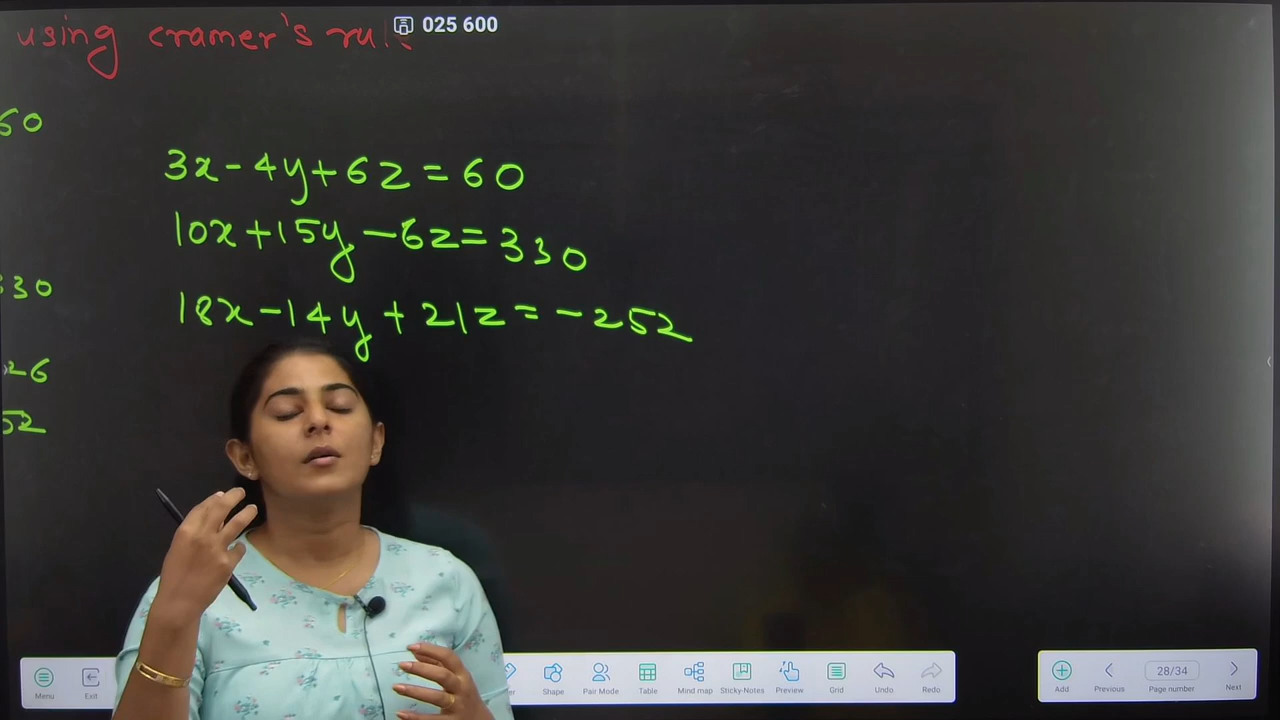 using cramer's rul
025 600
60
3x-4y+6z=60
10x+15y-6z=330
330
18x-14y+21z=-252
26
52
Menu
Exit
Shape
Pair Mode
Table
Mind map
Sticky-Notes
Preview
Grid
Undo
Redo
Add
Previous
28/34
Page number
Next